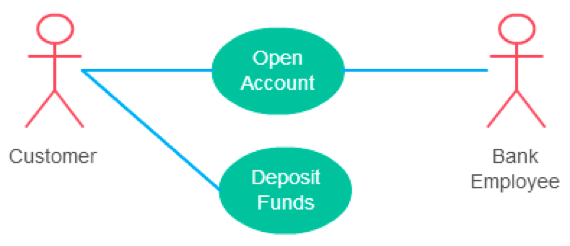 Open
Account
Customer
Bank
Employee
Deposit
Funds